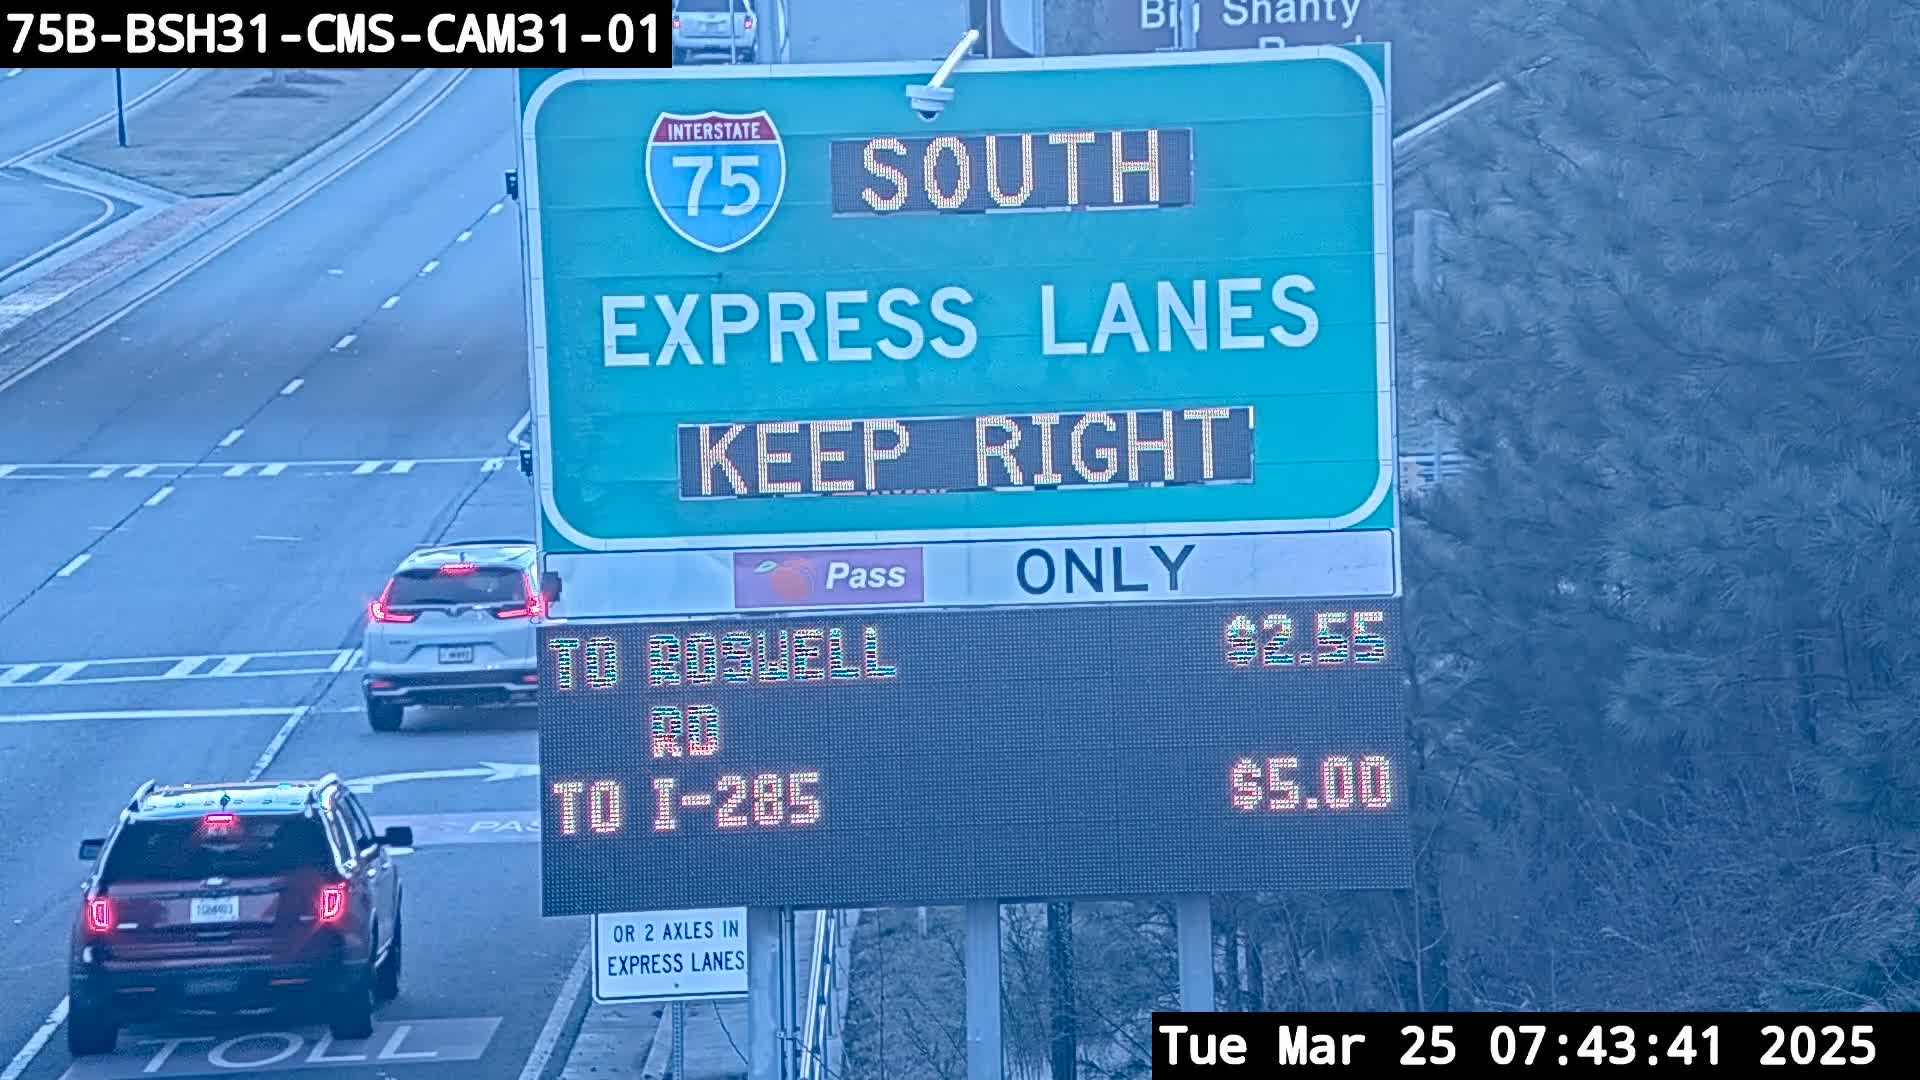 75B-BSH31-CMS-CAM31-01
Big Shanty
INTERSTATE
75
SOUTH
EXPRESS LANES
KEEP RIGHT
Pass ONLY
TO ROSWELL $2.55
RD
TO I-285 $5.00
OR 2 AXLES IN
EXPRESS LANES
TOLL
Tue Mar 25 07:43:41 2025